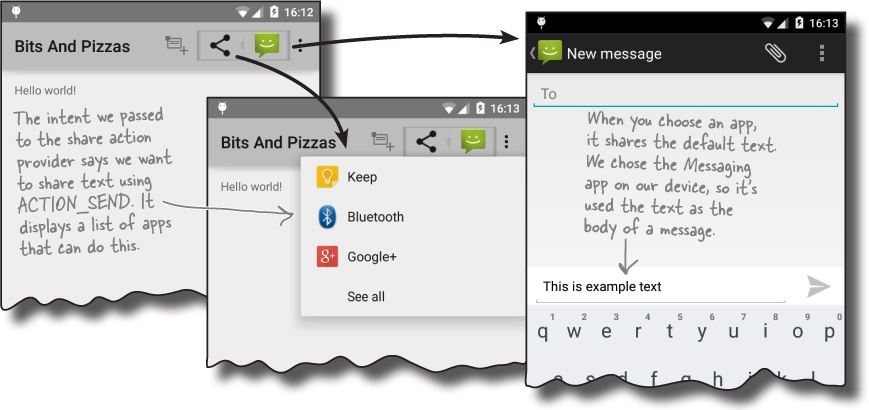 16:12
Bits And Pizzas
Hello world!
The intent we passed
to the share action
provider says we want
to share text using
ACTION_SEND. It
displays a list of apps
that can do this.
16:13
Bits And Pizzas
Hello world!
Keep
Bluetooth
8+
Google+
See all
16:13
New message
To
When you choose an app,
it shares the default text.
We chose the Messaging
app on our device, so it's
used the text as the
body of a message.
This is example text
1 2 3 4 5 6 7 8 9 0
q w e r t y u i o p